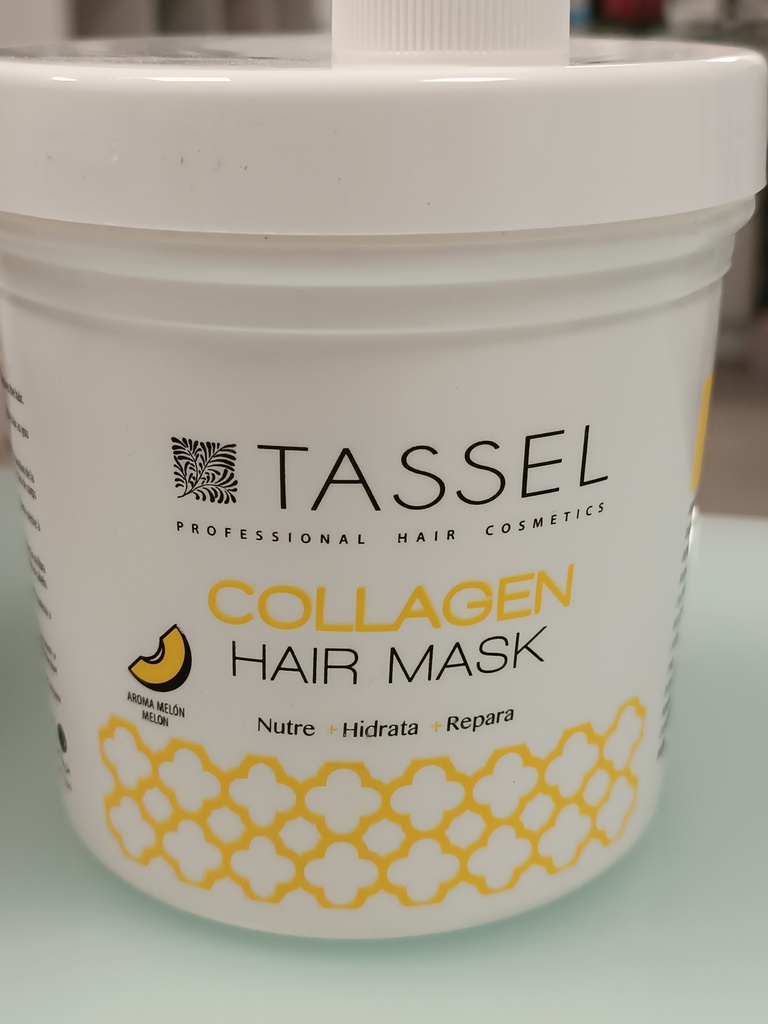 TASSEL
PROFESSIONAL HAIR COSMETICS
COLLAGEN
HAIR MASK
AROMA MELÓN
MELON
Nutre + Hidrata + Repara